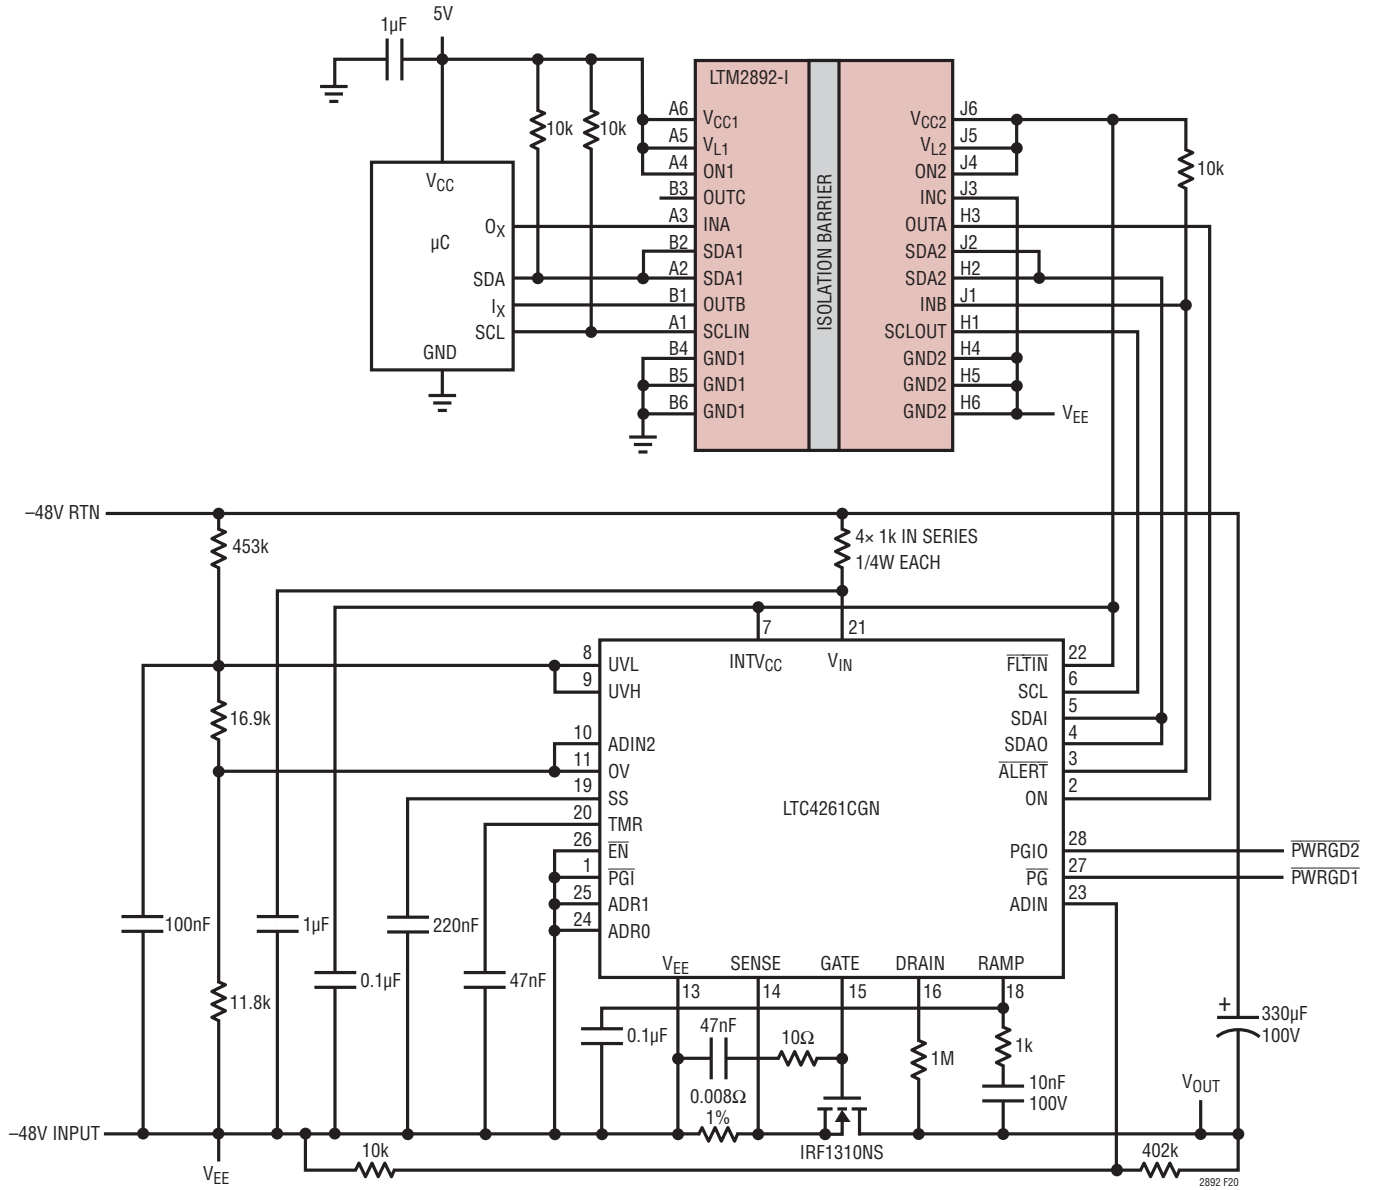 5V
1µF
LTM2892-I
A6 VCC1 VCC2 J6
A5 VL1 VL2 J5
A4 ON1 ON2 J4
10k 10k
10k
VCC
B3 OUTC INC J3
OX A3 INA OUTA H3
µC
B2 SDA1 SDA2 J2
SDA A2 SDA1 SDA2 H2
IX B1 OUTB INB J1
SCL A1 SCLIN SCLOUT H1
GND
B4 GND1 GND2 H4
B5 GND1 GND2 H5
B6 GND1 GND2 H6
VEE
ISOLATION BARRIER
–48V RTN
453k
4× 1k IN SERIES
1/4W EACH
7 21
8 UVL INTVCC VIN FLTIN 22
9 UVH SCL 6
16.9k
SDAI 5
10 ADIN2 SDAO 4
11 OV ALERT 3
19 SS ON 2
LTC4261CGN
20 TMR
26 EN PGIO 28 PWRGD2
1 PGI PG 27 PWRGD1
25 ADR1 ADIN 23
24 ADR0
100nF 1µF 220nF
VEE SENSE GATE DRAIN RAMP
0.1µF 47nF
13 14 15 16 18
11.8k
+ 330µF
100V
0.1µF 47nF 10Ω 1M 1k
0.008Ω
1%
10nF
100V
VOUT
–48V INPUT
IRF1310NS
VEE
10k
402k
2892 F20